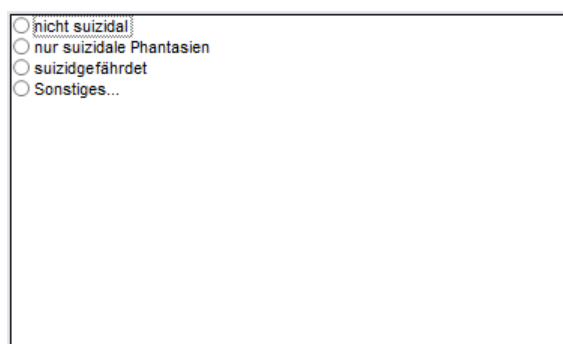 nicht suizidal
nur suizidale Phantasien
suizidgefährdet
Sonstiges...